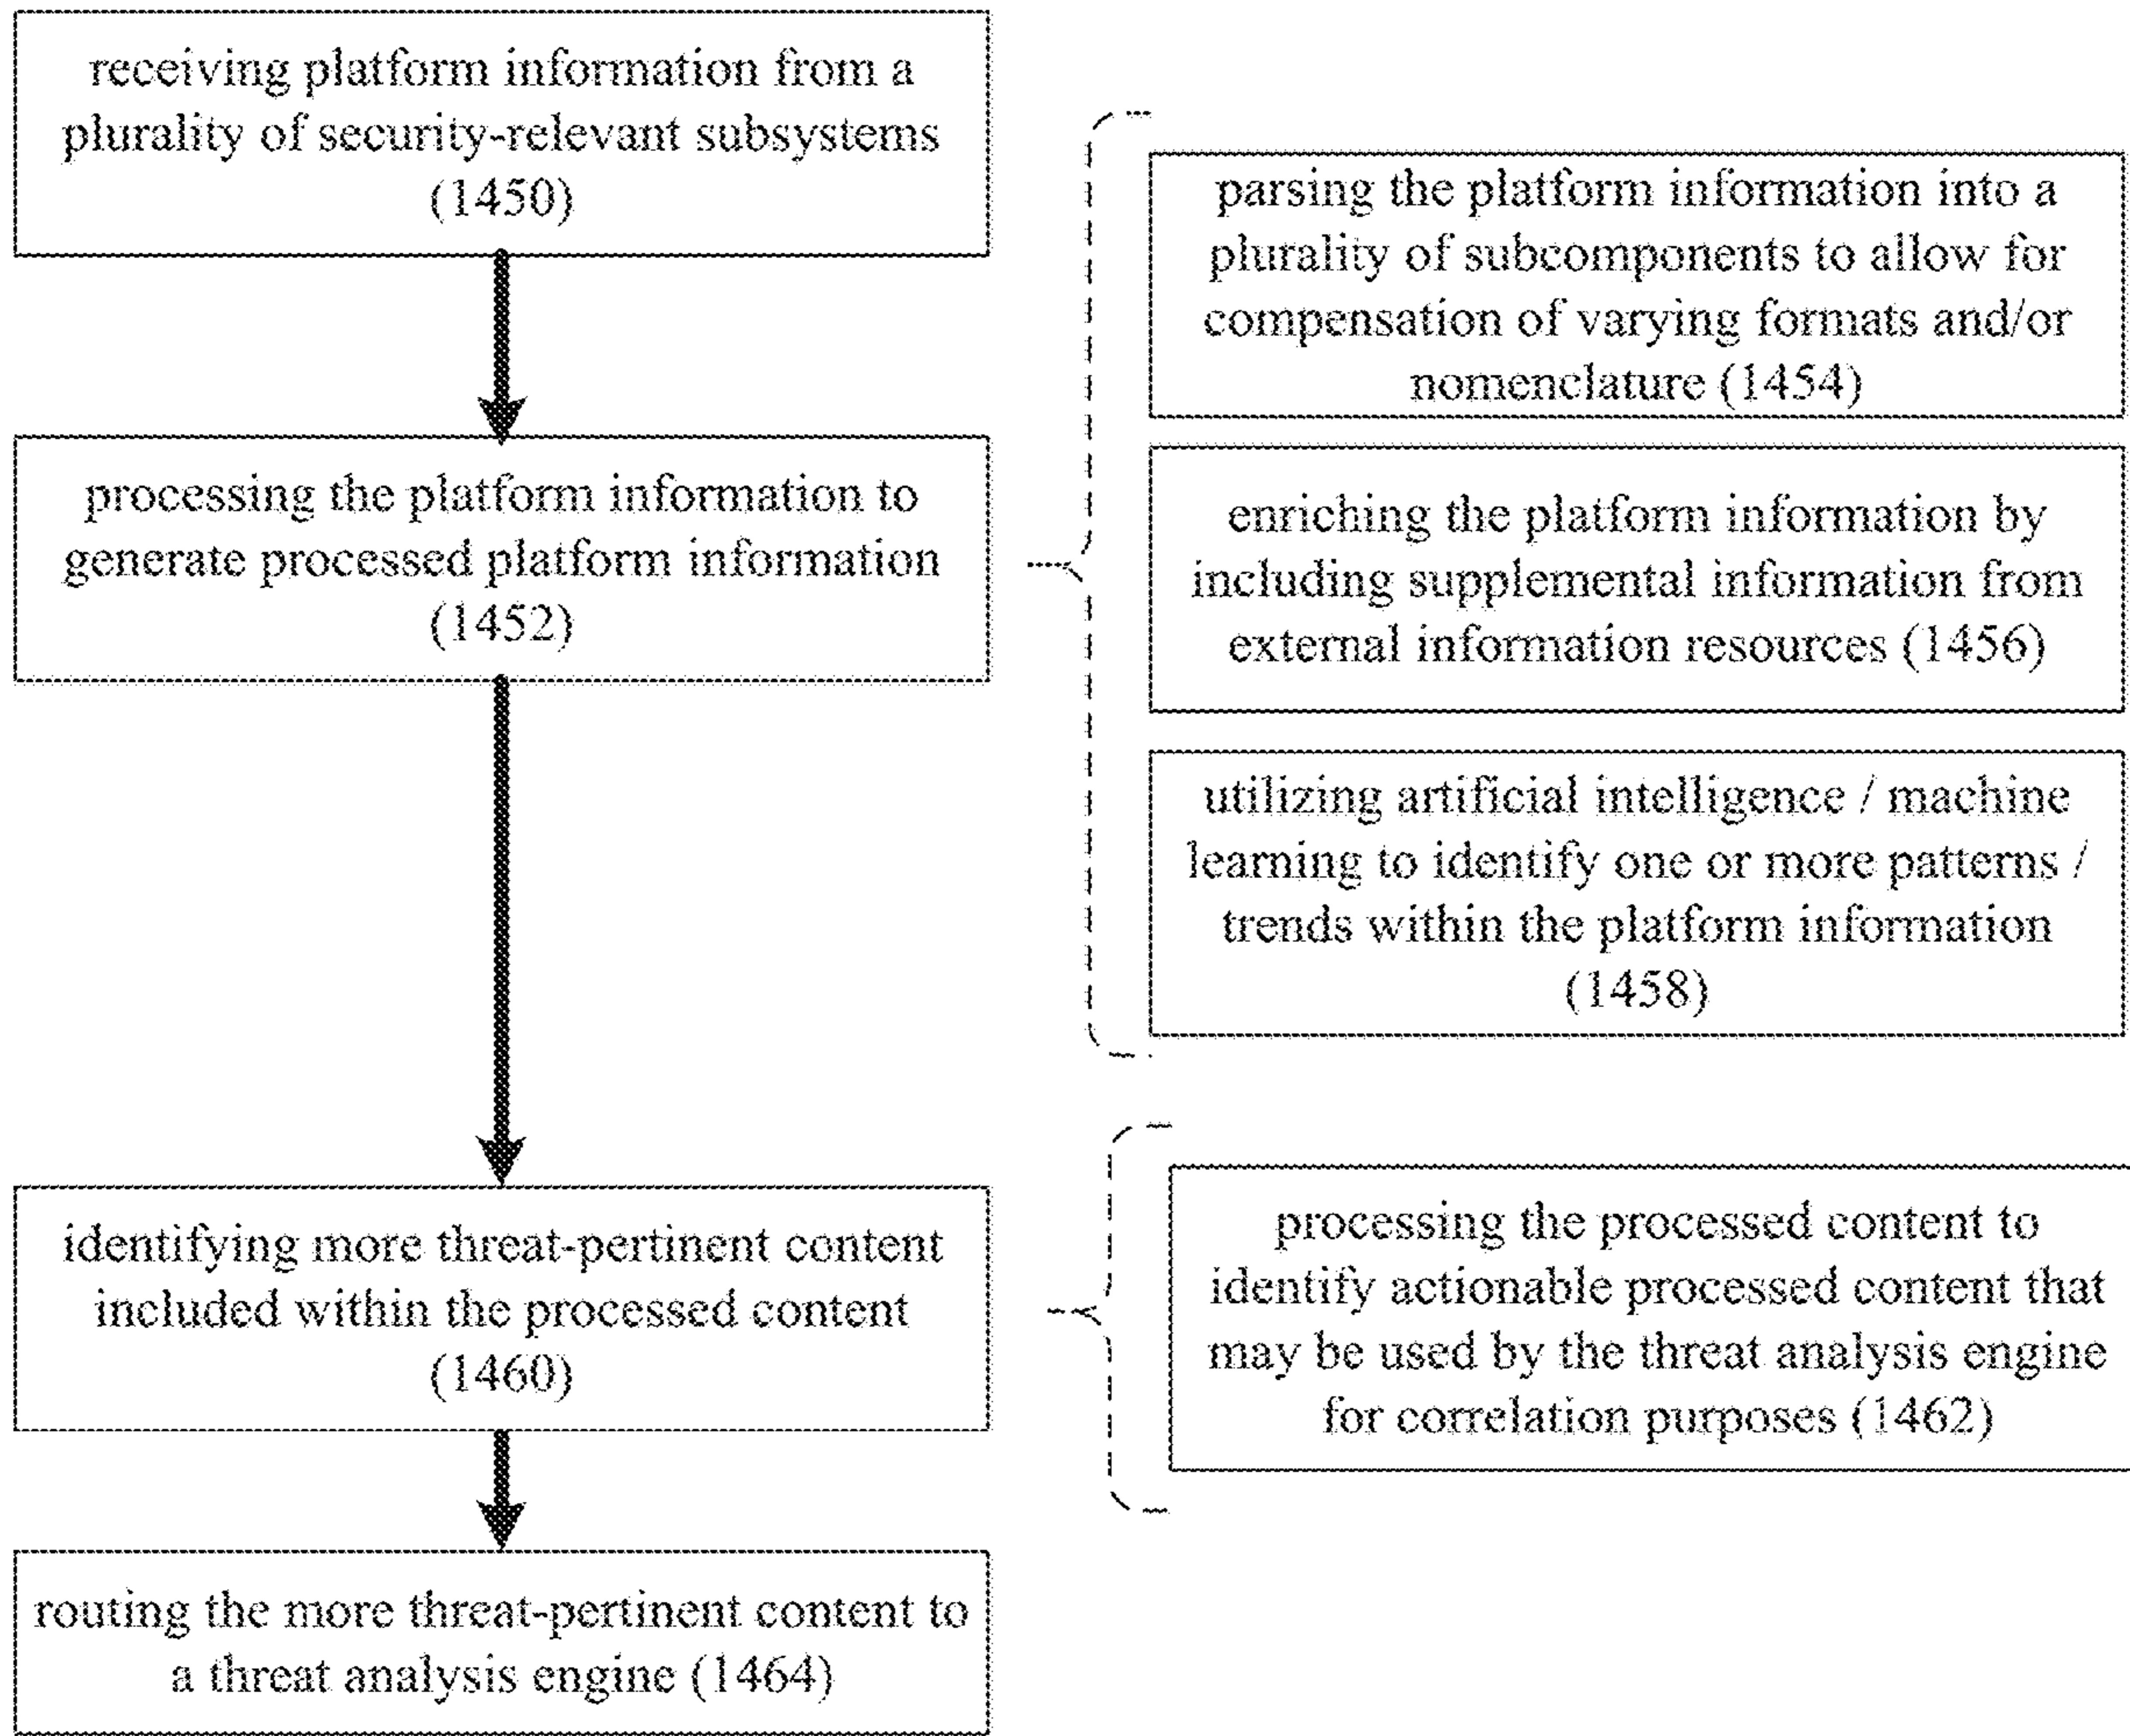 receiving platform information from a
plurality of security-relevant subsystems
(1450)
processing the platform information to
generate processed platform information
(1452)
parsing the platform information into a
plurality of subcomponents to allow for
compensation of varying formats and/or
nomenclature (1454)
enriching the platform information by
including supplemental information from
external information resources (1456)
utilizing artificial intelligence / machine
learning to identify one or more patterns /
trends within the platform information
(1458)
identifying more threat-pertinent content
included within the processed content
(1460)
processing the processed content to
identify actionable processed content that
may be used by the threat analysis engine
for correlation purposes (1462)
routing the more threat-pertinent content to
a threat analysis engine (1464)